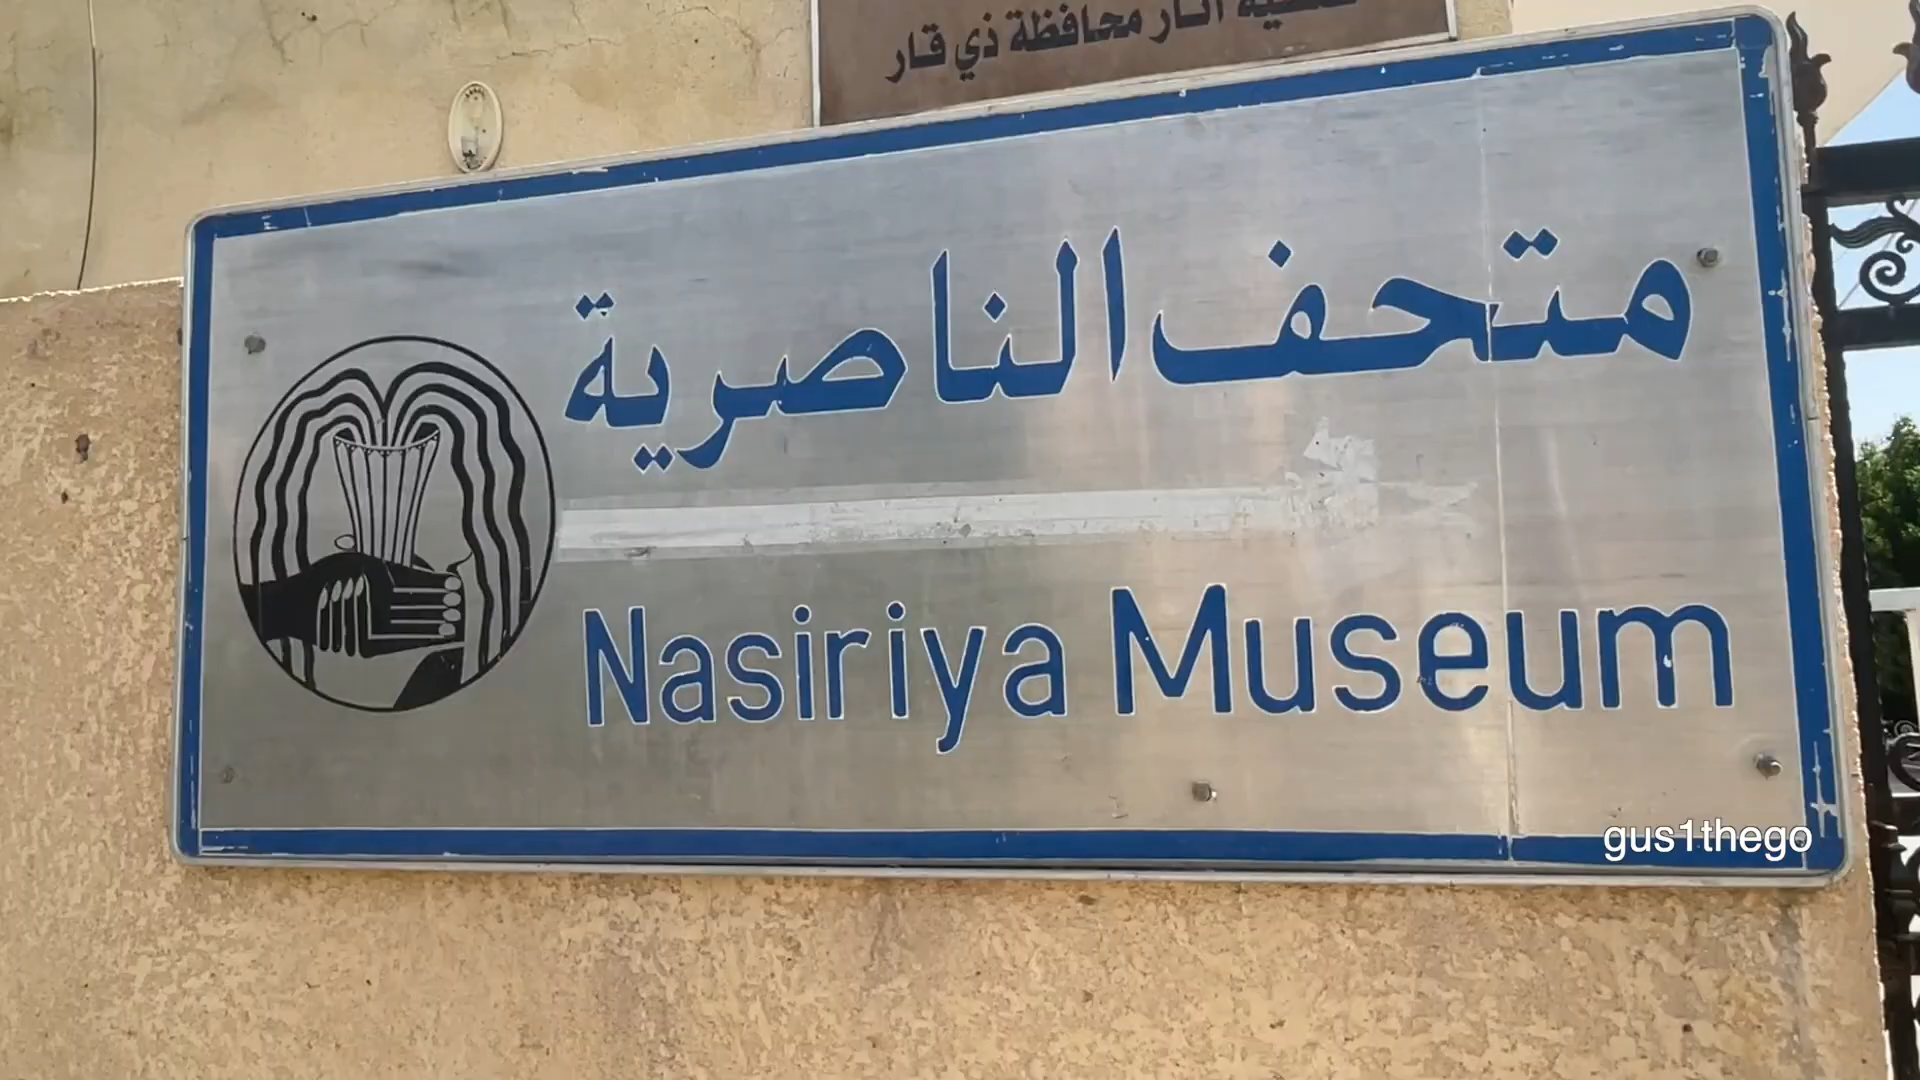 آثار محافظة ذي قار
متحف الناصرية
Nasiriya Museum
gus1thego